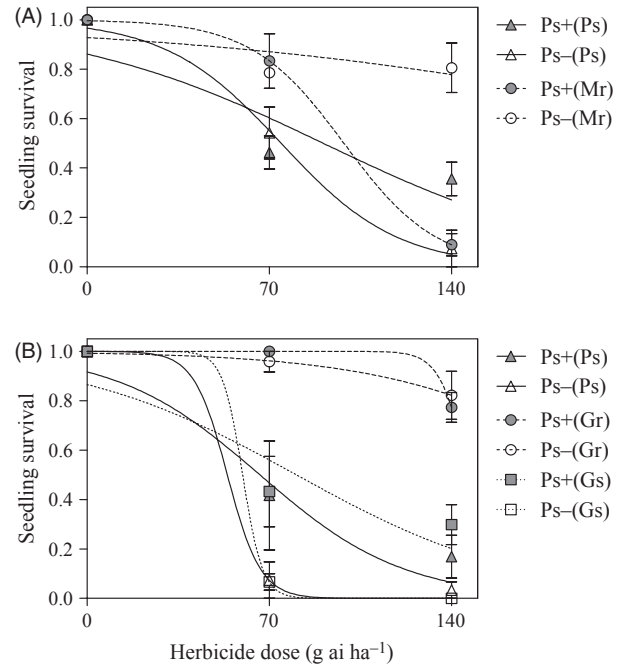 (A)
1.0
0.8
0.6
0.4
0.2
0.0
Seedling survival
0
70
140
Ps+(Ps)
Ps–(Ps)
Ps+(Mr)
Ps–(Mr)
(B)
1.0
0.8
0.6
0.4
0.2
0.0
Seedling survival
0
70
140
Herbicide dose (g ai ha⁻¹)
Ps+(Ps)
Ps–(Ps)
Ps+(Gr)
Ps–(Gr)
Ps+(Gs)
Ps–(Gs)